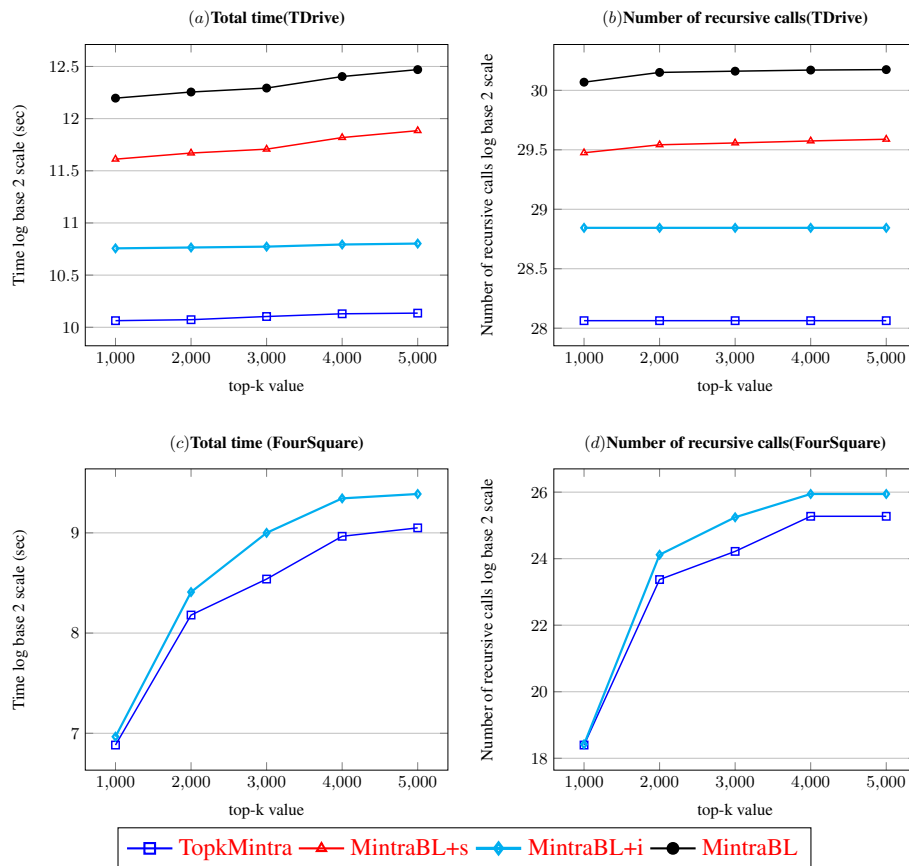 (a)Total time(TDrive)
12.5
12
11.5
11
10.5
10
1,000 2,000 3,000 4,000 5,000
top-k value
Time log base 2 scale (sec)
(b)Number of recursive calls(TDrive)
30
29.5
29
28.5
28
1,000 2,000 3,000 4,000 5,000
top-k value
Number of recursive calls log base 2 scale
(c)Total time (FourSquare)
9
8
7
1,000 2,000 3,000 4,000 5,000
top-k value
Time log base 2 scale (sec)
(d)Number of recursive calls(FourSquare)
26
24
22
20
18
1,000 2,000 3,000 4,000 5,000
top-k value
Number of recursive calls log base 2 scale
TopkMintra MintraBL+s MintraBL+i MintraBL